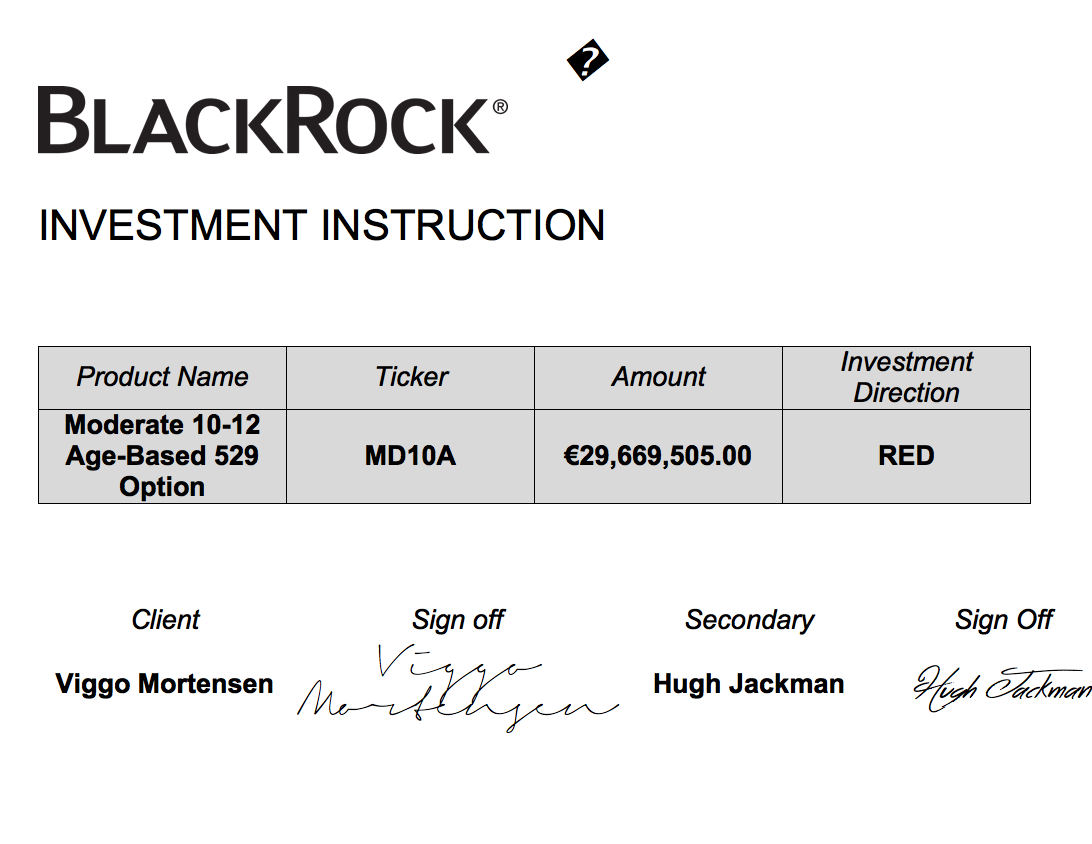 �
BLACKROCK®
INVESTMENT INSTRUCTION
Product Name Ticker Amount Investment Direction
Moderate 10-12 Age-Based 529 Option MD10A €29,669,505.00 RED
Client Sign off Secondary Sign Off
Viggo Mortensen Viggo Mortensen Hugh Jackman Hugh Jackman